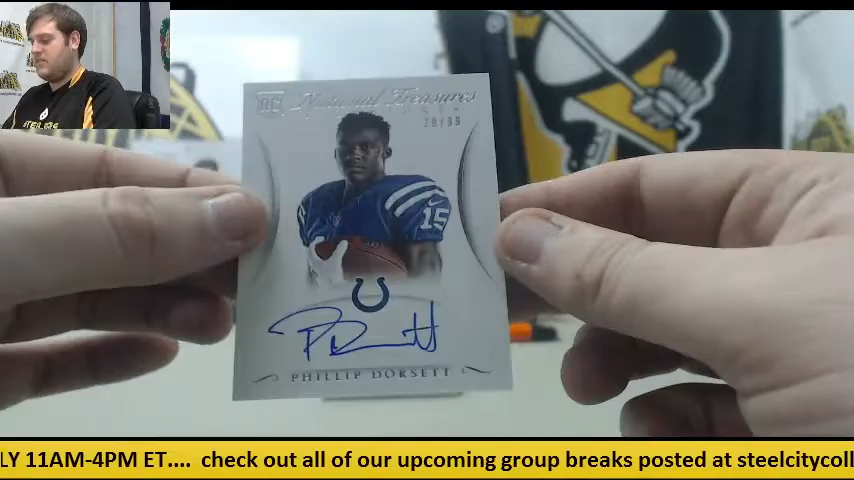 RC National Treasures
28/99
15
PHILLIP DORSETT
STEELERS
LY 11AM-4PM ET.... check out all of our upcoming group breaks posted at steelcitycoll